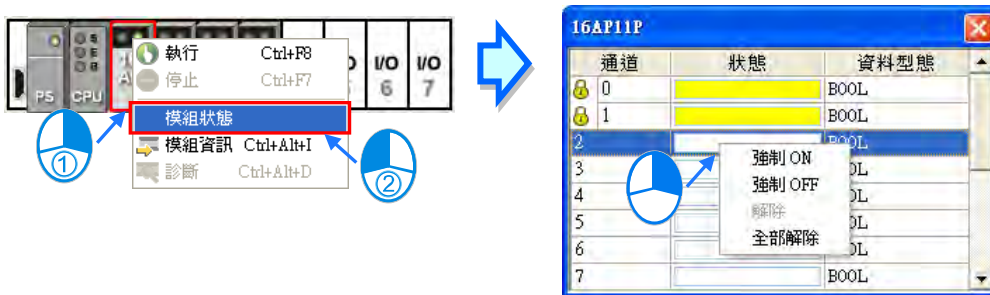 PS
CPU
I/O
6
I/O
7
執行 Ctrl+F8
停止 Ctrl+F7
模組狀態
模組資訊 Ctrl+Alt+I
診斷 Ctrl+Alt+D
①
②
16AP11P
通道 狀態 資料型態
0 BOOL
1 BOOL
2 BOOL
3
4
5
6
7 BOOL
強制 ON
強制 OFF
解除
全部解除